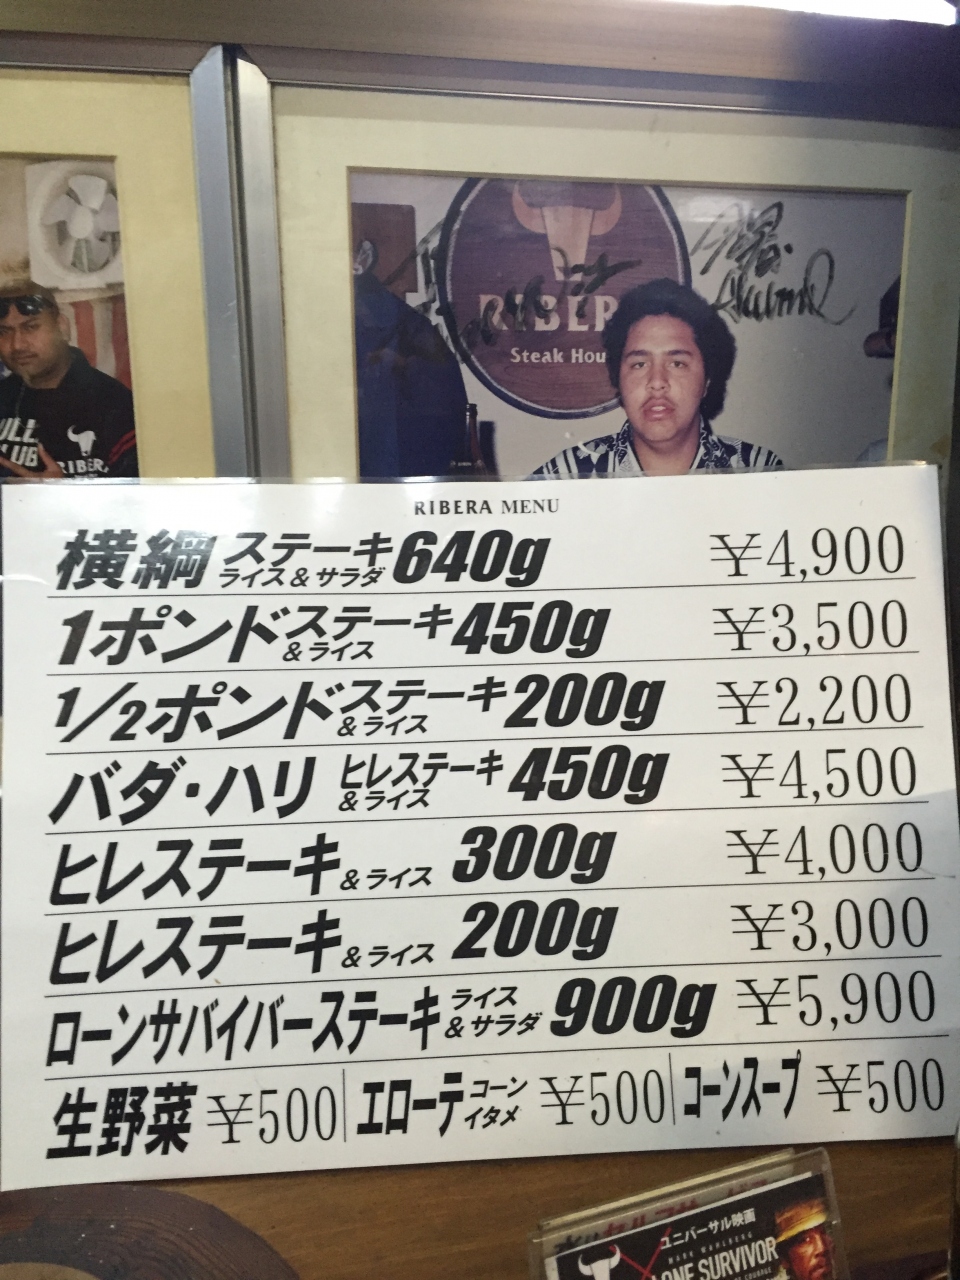 RIBER
Steak Hou
RIBER
RIBERA MENU
横綱 ステーキ ライス&サラダ 640g ¥4,900
1ポンドステーキ &ライス 450g ¥3,500
1/2ポンドステーキ &ライス 200g ¥2,200
バダ・ハリ ヒレステーキ &ライス 450g ¥4,500
ヒレステーキ &ライス 300g ¥4,000
ヒレステーキ &ライス 200g ¥3,000
ローンサバイバーステーキ ライス &サラダ 900g ¥5,900
生野菜 ¥500 エローテ コーン イタメ ¥500 コーンスープ ¥500
ユニバーサル映画
MARK WAHLBERG
LONE SURVIVOR